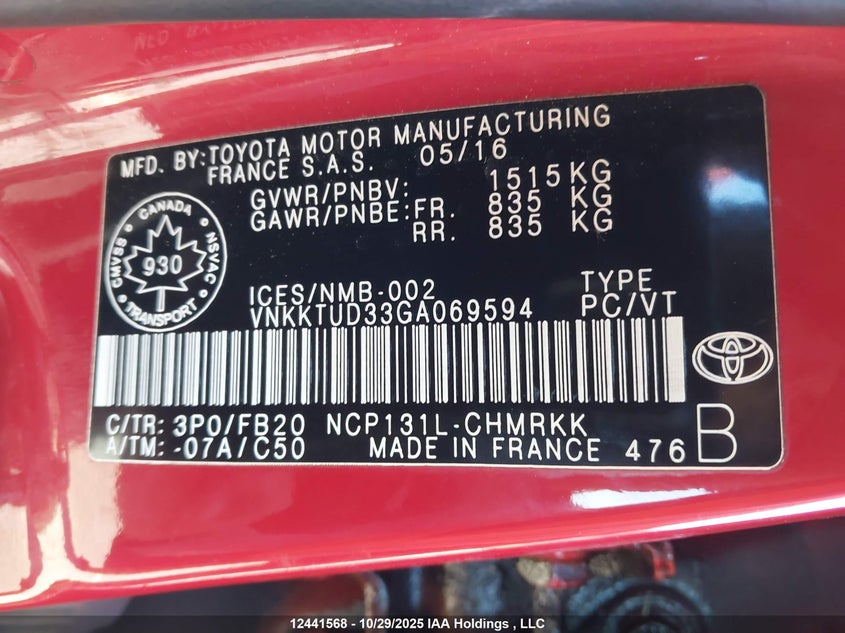 MFD. BY: TOYOTA MOTOR MANUFACTURING
FRANCE S.A.S. 05/16
GVWR/PNBV: 1515 KG
GAWR/PNBE: FR. 835 KG
RR. 835 KG
CANADA
CMVSS
NSVAC
930
TRANSPORT
ICES/NMB-002 TYPE
VNKKTUD33GA069594 PC/VT
C/TR: 3P0/FB20 NCP131L-CHMRKK
A/TM: -07A/C50 MADE IN FRANCE 476 B
12441568 - 10/29/2025 IAA Holdings , LLC